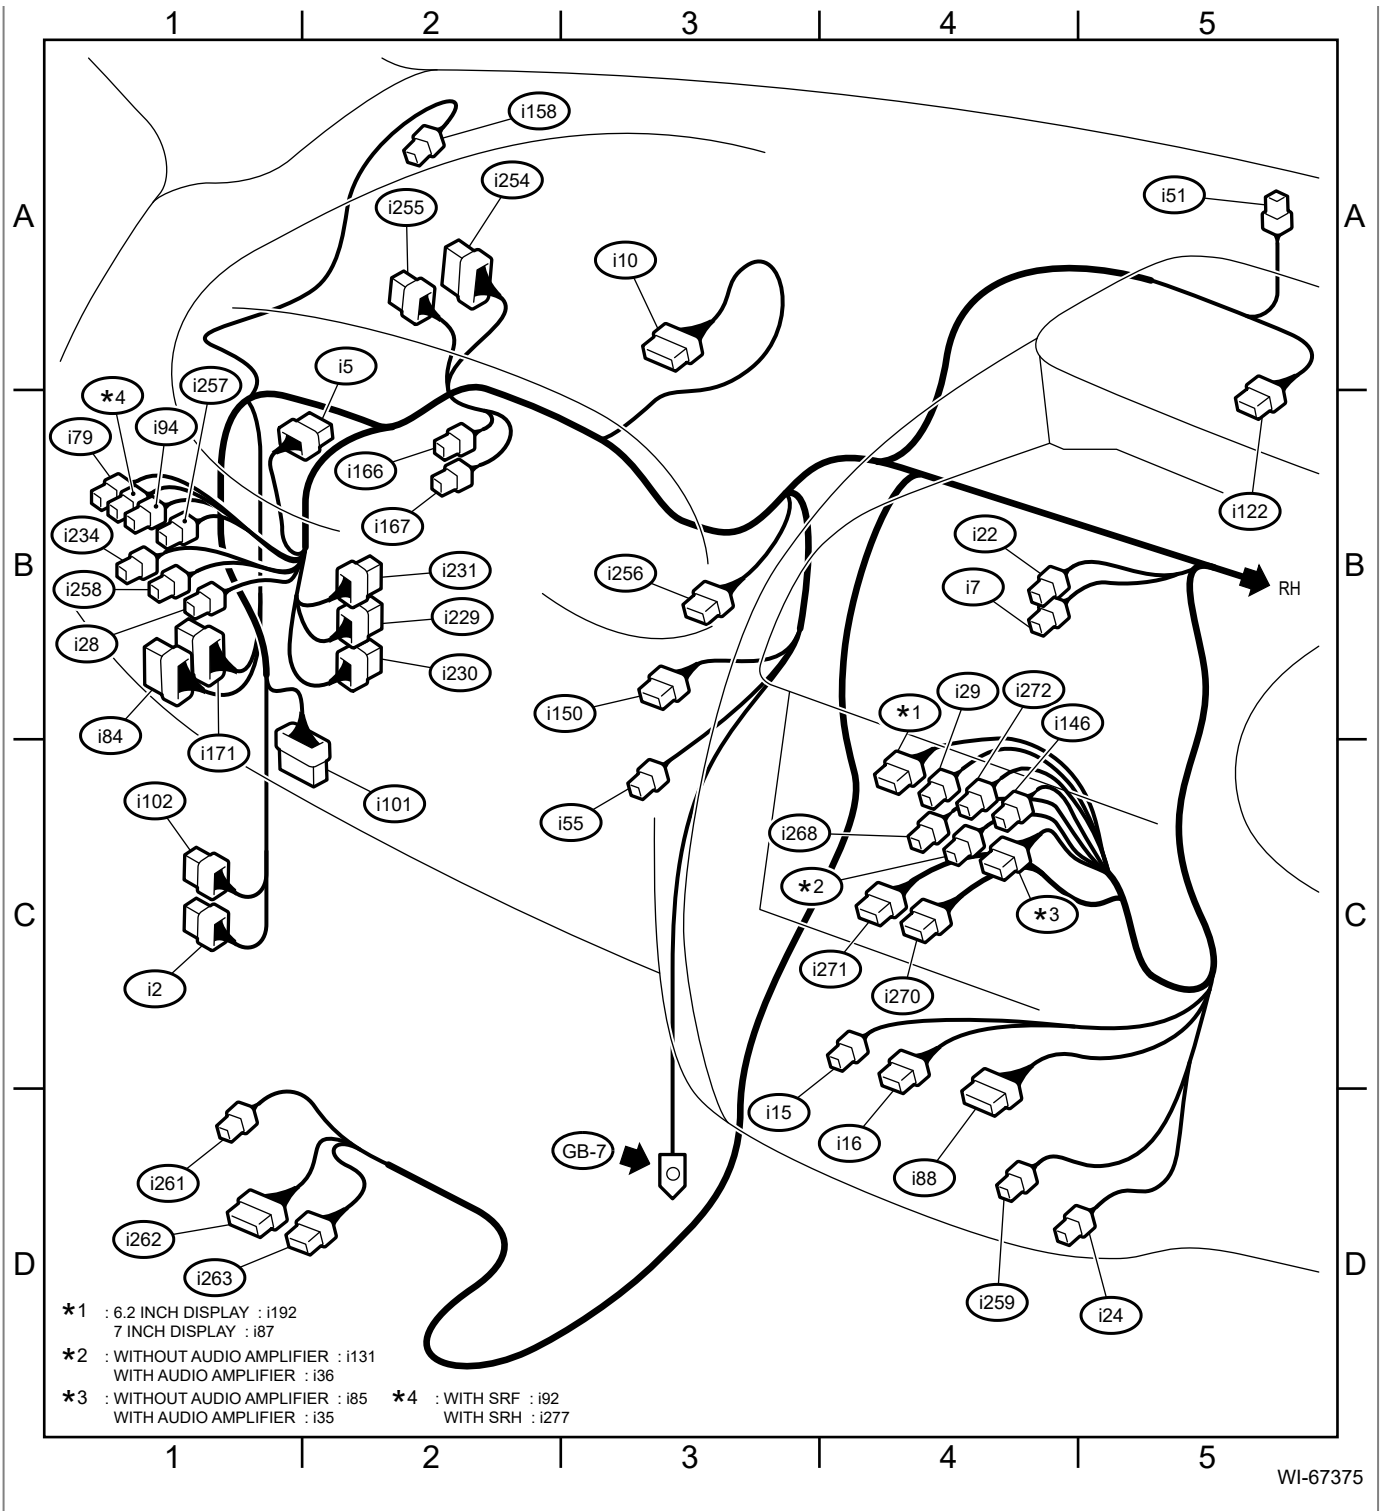 1 2 3 4 5
i158
i254
i51
A i255 A
i10
i5
i257
*4
i94
i79
i166
i122
i167
i234 i22
B i231 i256 B
i258 i7 RH
i229
i28
i230
i29 i272
i150 *1
i146
i84
i171
i102 i101
i55 i268
*2
C *3 C
i271
i2 i270
i15
i16
GB-7
i88
i261
i262
D i263 D
i259 i24
*1 : 6.2 INCH DISPLAY : i192
7 INCH DISPLAY : i87
*2 : WITHOUT AUDIO AMPLIFIER : i131
WITH AUDIO AMPLIFIER : i36
*3 : WITHOUT AUDIO AMPLIFIER : i85 *4 : WITH SRF : i92
WITH AUDIO AMPLIFIER : i35 WITH SRH : i277
1 2 3 4 5
WI-67375